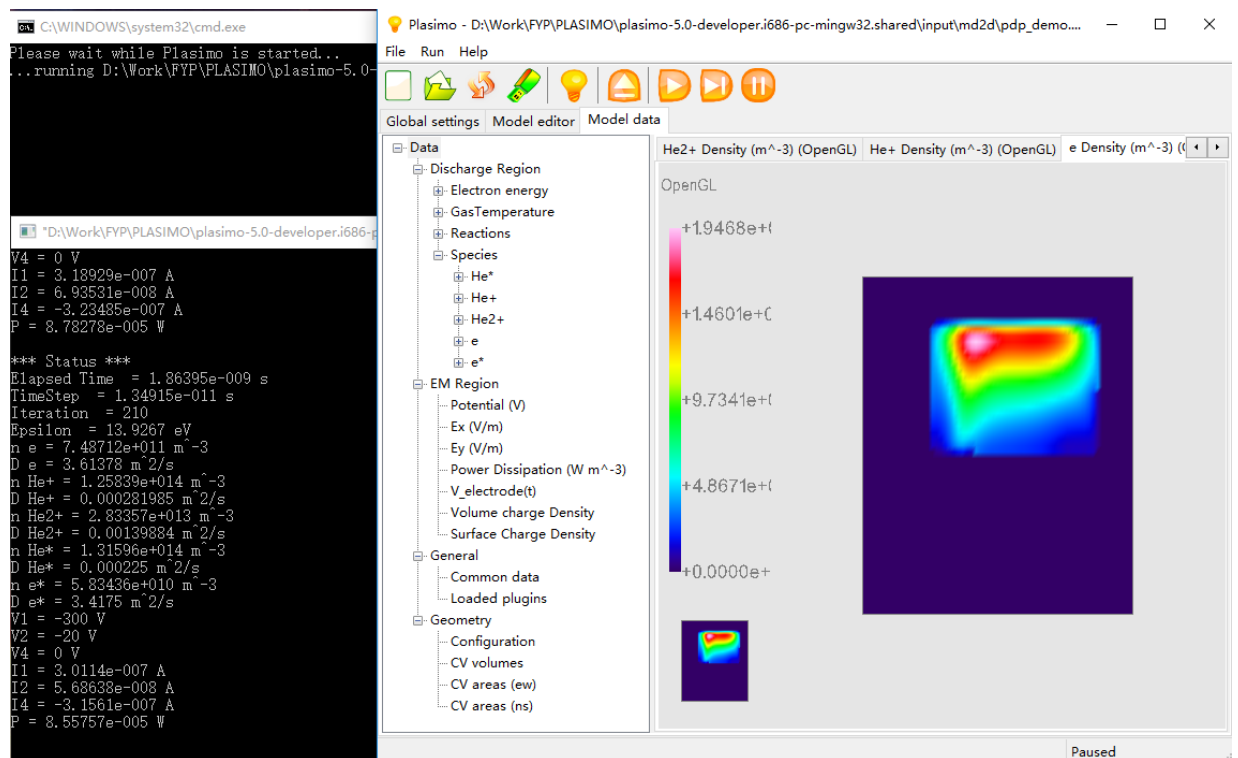 C:\WINDOWS\system32\cmd.exe
Please wait while Plasimo is started...
...running D:\Work\FYP\PLASIMO\plasimo-5.0-
"D:\Work\FYP\PLASIMO\plasimo-5.0-developer.i686-p
V4 = 0 V
I1 = 3.18929e-007 A
I2 = 6.93531e-008 A
I4 = -3.23485e-007 A
P = 8.78278e-005 W
*** Status ***
Elapsed Time = 1.86395e-009 s
TimeStep = 1.34915e-011 s
Iteration = 210
Epsilon = 13.9267 eV
n e = 7.48712e+011 m^-3
D e = 3.61378 m^2/s
n He+ = 1.25839e+014 m^-3
D He+ = 0.000281985 m^2/s
n He2+ = 2.83357e+013 m^-3
D He2+ = 0.00139884 m^2/s
n He* = 1.31596e+014 m^-3
D He* = 0.000225 m^2/s
n e* = 5.83436e+010 m^-3
D e* = 3.4175 m^2/s
V1 = -300 V
V2 = -20 V
V4 = 0 V
I1 = 3.0114e-007 A
I2 = 5.68638e-008 A
I4 = -3.1561e-007 A
P = 8.55757e-005 W
Plasimo - D:\Work\FYP\PLASIMO\plasimo-5.0-developer.i686-pc-mingw32.shared\input\md2d\pdp_demo....
File Run Help
Global settings Model editor Model data
Data
Discharge Region
Electron energy
GasTemperature
Reactions
Species
He*
He+
He2+
e
e*
EM Region
Potential (V)
Ex (V/m)
Ey (V/m)
Power Dissipation (W m^-3)
V_electrode(t)
Volume charge Density
Surface Charge Density
General
Common data
Loaded plugins
Geometry
Configuration
CV volumes
CV areas (ew)
CV areas (ns)
He2+ Density (m^-3) (OpenGL) He+ Density (m^-3) (OpenGL) e Density (m^-3) (
OpenGL
+1.9468e+
+1.4601e+
+9.7341e+
+4.8671e+
+0.0000e+
Paused